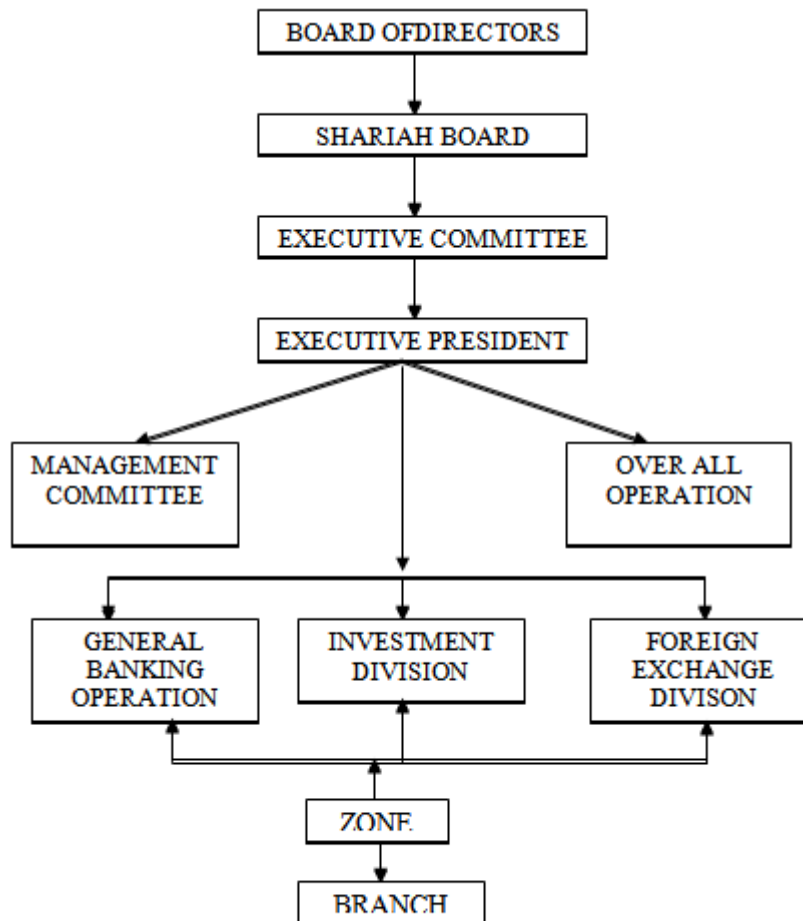 BOARD OFDIRECTORS
SHARIAH BOARD
EXECUTIVE COMMITTEE
EXECUTIVE PRESIDENT
MANAGEMENT
COMMITTEE
OVER ALL
OPERATION
GENERAL
BANKING
OPERATION
INVESTMENT
DIVISION
FOREIGN
EXCHANGE
DIVISON
ZONE
BRANCH